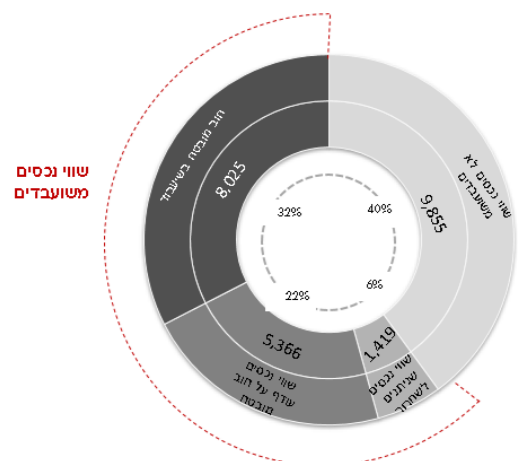 שווי נכסים
משועבדים
חוב מובטח בשיעבוד
8,025
32%
שווי נכסים לא
משועבדים
9,855
40%
6%
1,419
שווי נכסים
שניתנים
לשחרור
22%
5,366
שווי נכסים
עודף על חוב
מובטח